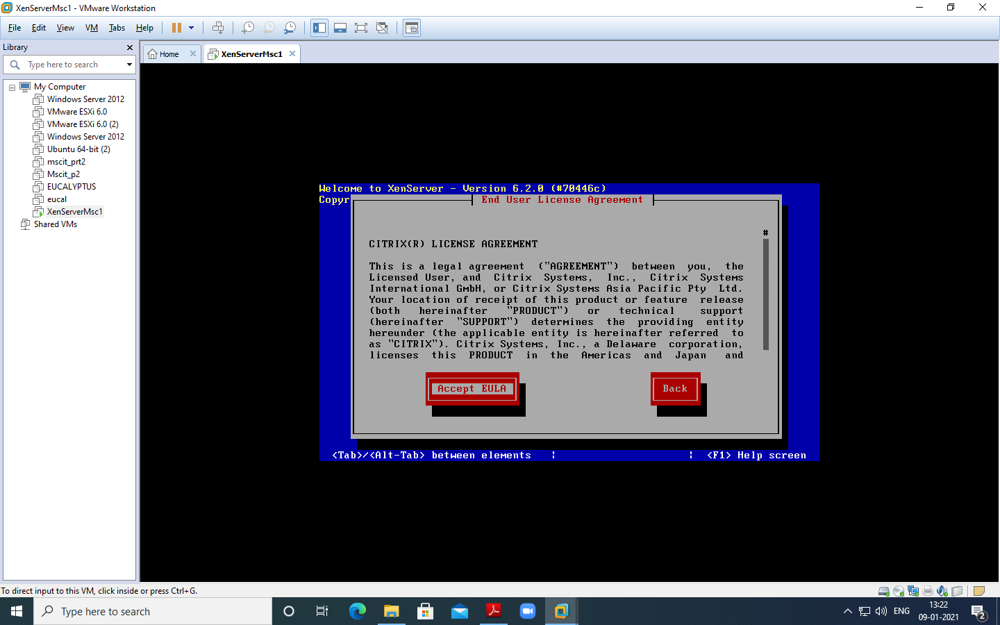 XenServerMsc1 - VMware Workstation
File Edit View VM Tabs Help
Library
Type here to search
Home
XenServerMsc1
My Computer
Windows Server 2012
VMware ESXi 6.0
VMware ESXi 6.0 (2)
Windows Server 2012
Ubuntu 64-bit (2)
mscit_prt2
Mscit_p2
EUCALYPTUS
eucal
XenServerMsc1
Shared VMs
Welcome to XenServer - Version 6.2.0 (#70446c)
Copyr
End User License Agreement
#
CITRIX(R) LICENSE AGREEMENT
This is a legal agreement ("AGREEMENT") between you, the
Licensed User, and Citrix Systems, Inc., Citrix Systems
International GmbH, or Citrix Systems Asia Pacific Pty Ltd.
Your location of receipt of this product or feature release
(both hereinafter "PRODUCT") or technical support
(hereinafter "SUPPORT") determines the providing entity
hereunder (the applicable entity is hereinafter referred to
as "CITRIX"). Citrix Systems, Inc., a Delaware corporation,
licenses this PRODUCT in the Americas and Japan and
Accept EULA
Back
<Tab>/<Alt-Tab> between elements ¦ ¦ <F1> Help screen
To direct input to this VM, click inside or press Ctrl+G.
Type here to search
ENG
13:22
09-01-2021
2